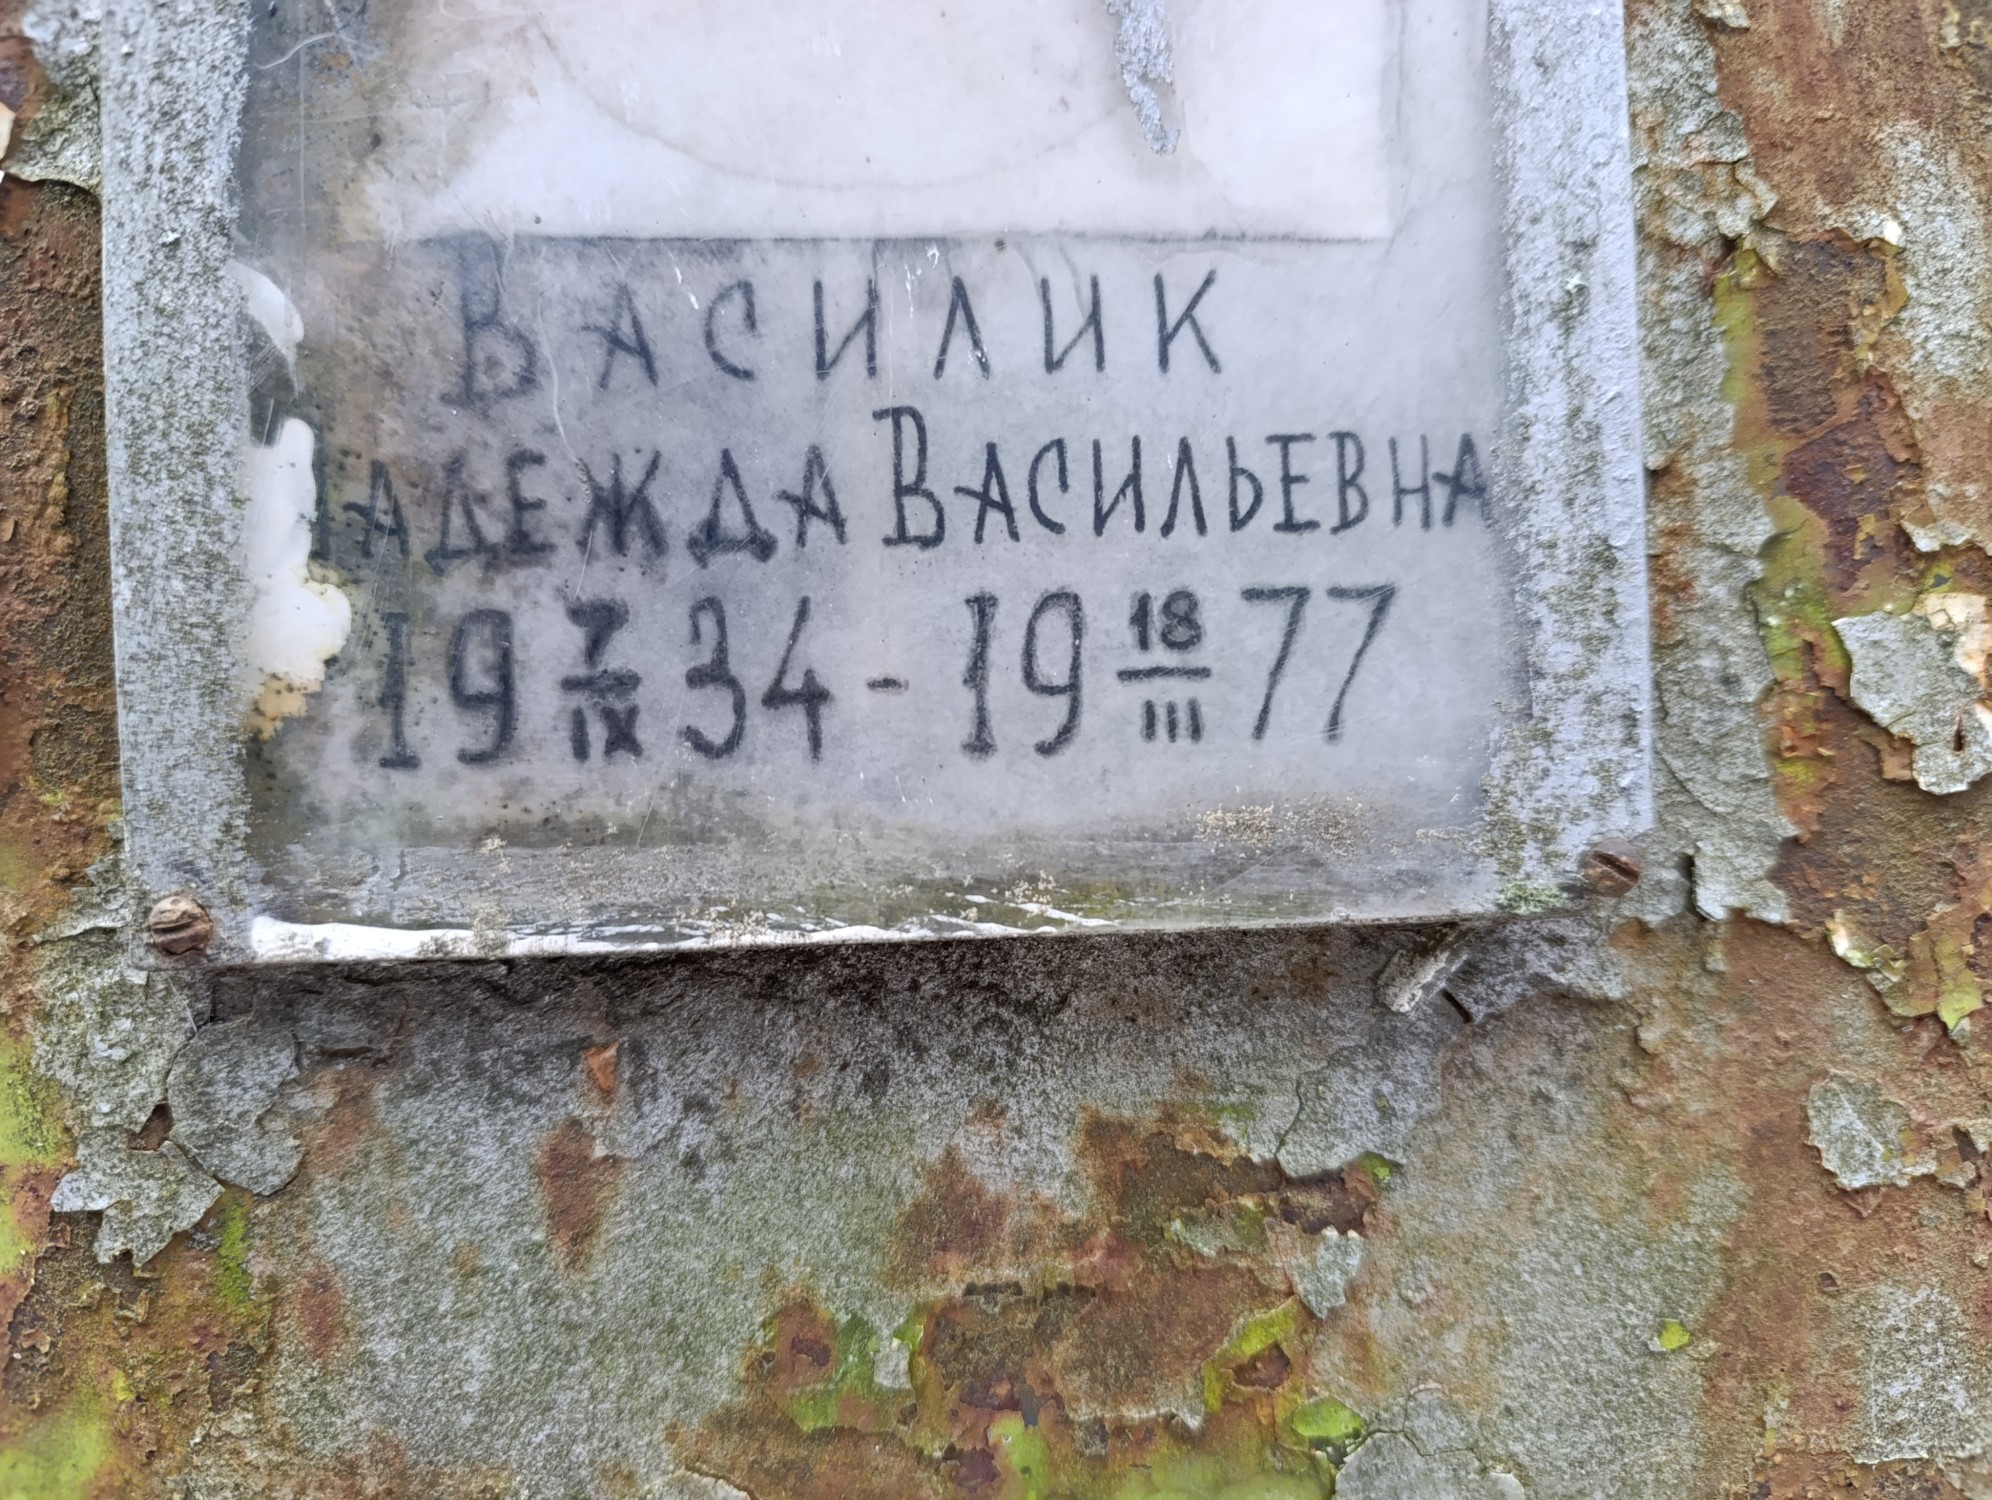 Василик
Надежда Васильевна
19 7/IX 34 - 19 18/III 77